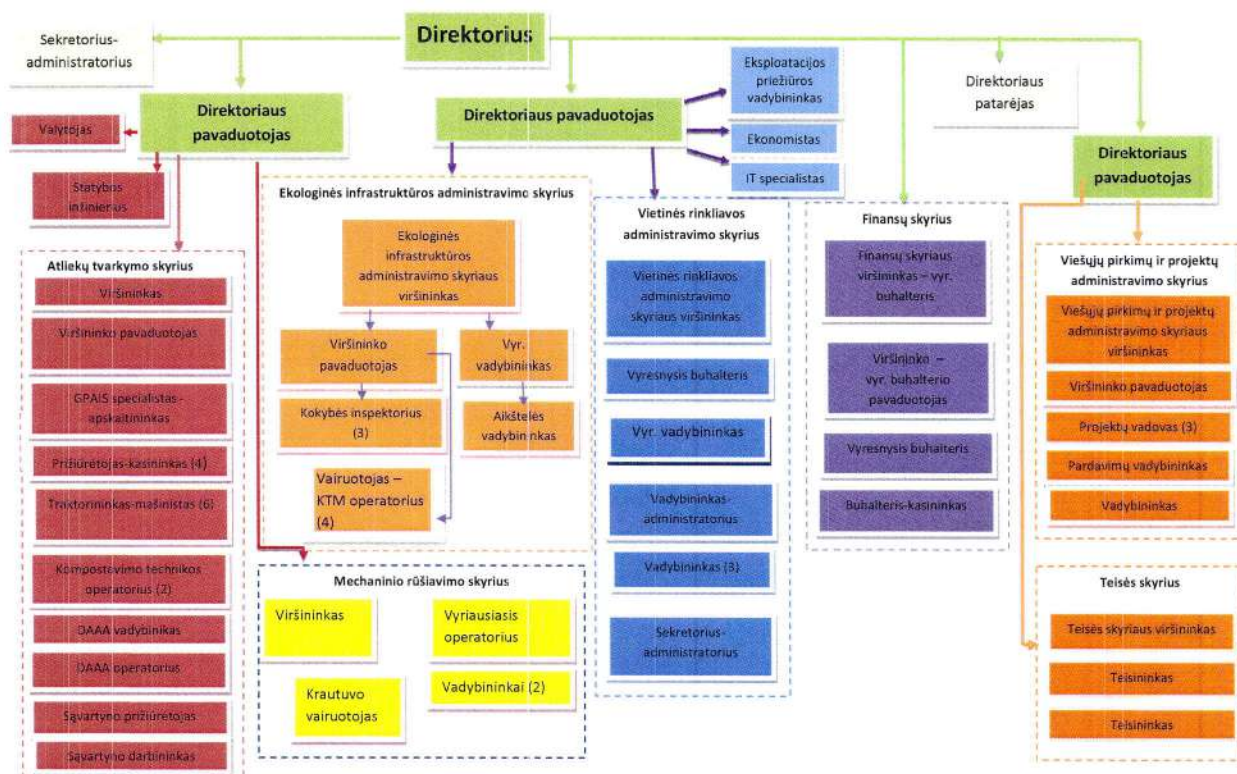 Direktorius
Sekretorius-
administratorius
Direktoriaus
pavaduotojas
Valytojas
Statybos
inžinierius
Direktoriaus pavaduotojas
Eksploatacijos
priežiūros
vadybininkas
Ekonomistas
IT specialistas
Direktoriaus
patarėjas
Direktoriaus
pavaduotojas
Atliekų tvarkymo skyrius
Viršininkas
Viršininko pavaduotojas
GPAIS specialistas-
apskaitininkas
Prižiūrėtojas-kasininkas (4)
Traktorininkas-mašinistas (6)
Kompostavimo technikos
operatorius (2)
DAAA vadybinikas
DAAA operatorius
Sąvartyno prižiūrėtojas
Sąvartyno darbininkas
Ekologinės infrastruktūros administravimo skyrius
Ekologinės
infrastruktūros
administravimo skyriaus
viršininkas
Viršininko
pavaduotojas
Vyr.
vadybininkas
Kokybės inspektorius
(3)
Aikštelės
vadybininkas
Vairuotojas –
KTM operatorius
(4)
Mechaninio rūšiavimo skyrius
Viršininkas
Vyriausiasis
operatorius
Krautuvo
vairuotojas
Vadybininkai (2)
Vietinės rinkliavos
administravimo skyrius
Vietinės rinkliavos
administravimo
skyriaus viršininkas
Vyresnysis buhalteris
Vyr. vadybininkas
Vadybininkas-
administratorius
Vadybininkas (3)
Sekretorius-
administratorius
Finansų skyrius
Finansų skyriaus
viršininkas – vyr.
buhalteris
Viršininko –
vyr. buhalterio
pavaduotojas
Vyresnysis buhalteris
Buhalteris-kasininkas
Viešųjų pirkimų ir projektų
administravimo skyrius
Viešųjų pirkimų ir projektų
administravimo skyriaus
viršininkas
Viršininko pavaduotojas
Projektų vadovas (3)
Pardavimų vadybininkas
Vadybininkas
Teisės skyrius
Teisės skyriaus viršininkas
Teisininkas
Teisininkas